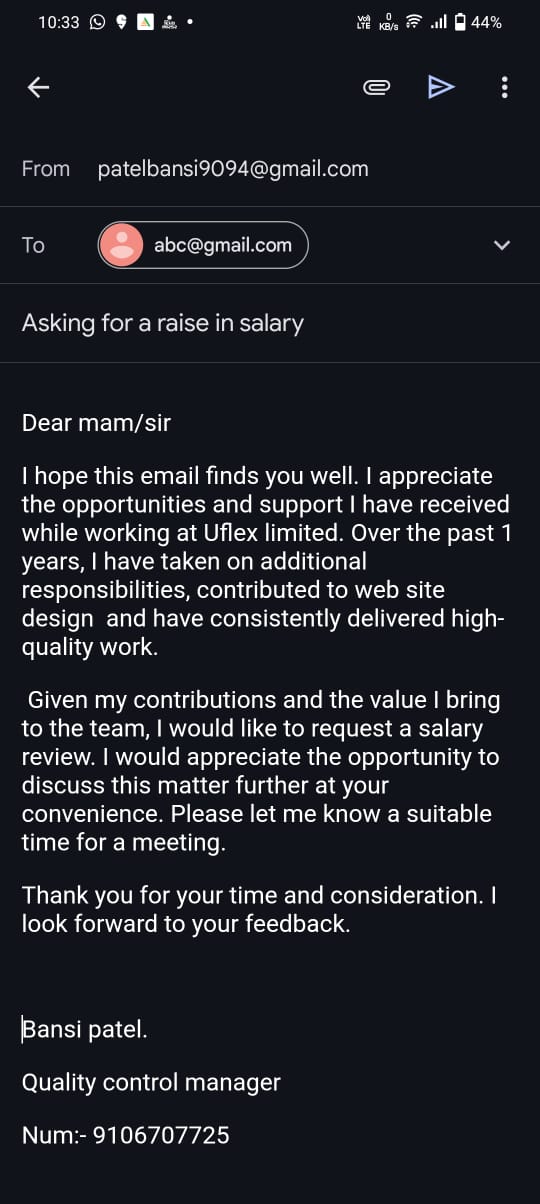 10:33
VoD LTE 0 KB/s 44%
From patelbansi9094@gmail.com
To abc@gmail.com
Asking for a raise in salary
Dear mam/sir
I hope this email finds you well. I appreciate
the opportunities and support I have received
while working at Uflex limited. Over the past 1
years, I have taken on additional
responsibilities, contributed to web site
design  and have consistently delivered high-
quality work.
Given my contributions and the value I bring
to the team, I would like to request a salary
review. I would appreciate the opportunity to
discuss this matter further at your
convenience. Please let me know a suitable
time for a meeting.
Thank you for your time and consideration. I
look forward to your feedback.
Bansi patel.
Quality control manager
Num:- 9106707725